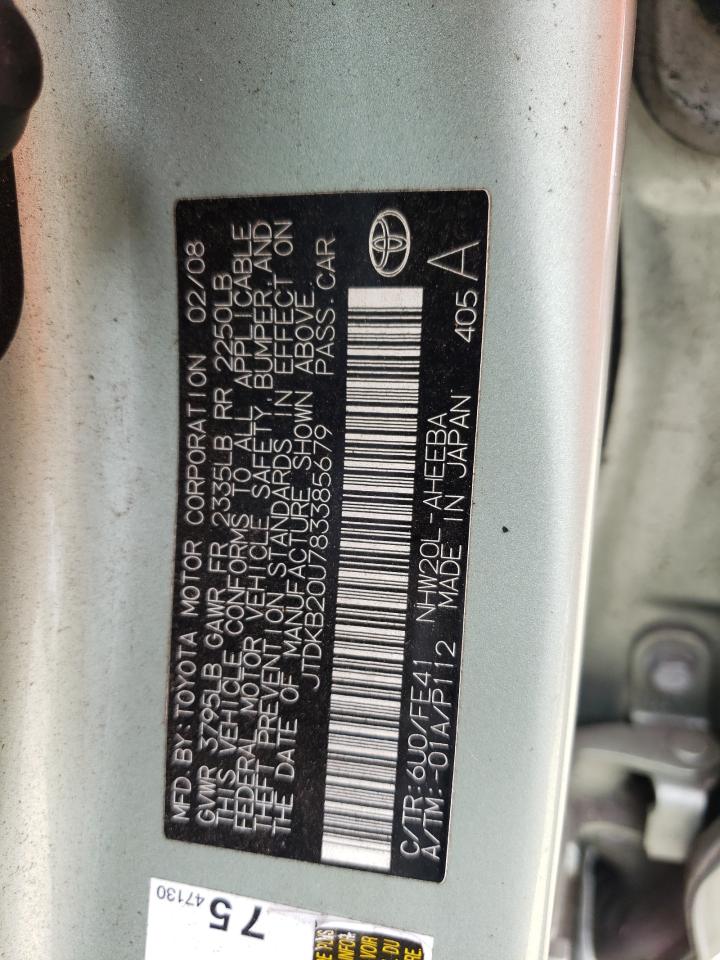 MFD.BY:TOYOTA MOTOR CORPORATION 02/08
GVWR 3795LB GAWR FR 2335LB RR 2250LB
THIS VEHICLE CONFORMS TO ALL APPLICABLE
FEDERAL MOTOR VEHICLE SAFETY, BUMPER, AND
THEFT PREVENTION STANDARDS IN EFFECT ON
THE DATE OF MANUFACTURE SHOWN ABOVE
JTDKB20U783385679 PASS.CAR
C/TR:6U0/FE41 NHW20L-AHEEBA
A/TM:-01A/P112 MADE IN JAPAN 405 A
75
47130
VOIR
DU